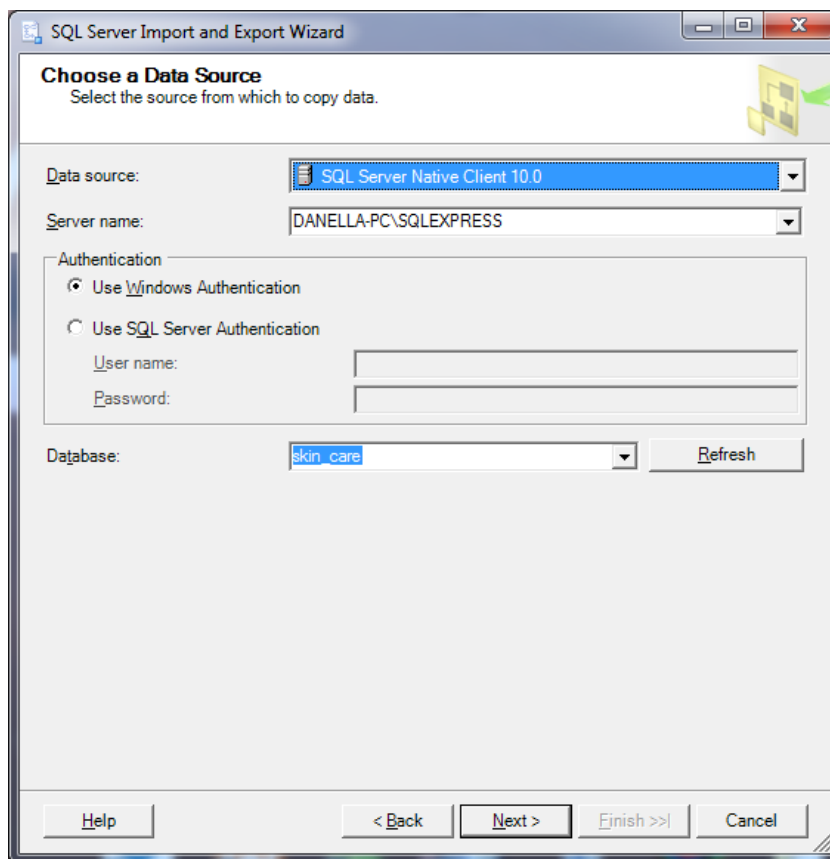 SQL Server Import and Export Wizard
Choose a Data Source
Select the source from which to copy data.
Data source: SQL Server Native Client 10.0
Server name: DANELLA-PC\SQLEXPRESS
Authentication
Use Windows Authentication
Use SQL Server Authentication
User name:
Password:
Database: skin_care Refresh
Help < Back Next > Finish >>| Cancel